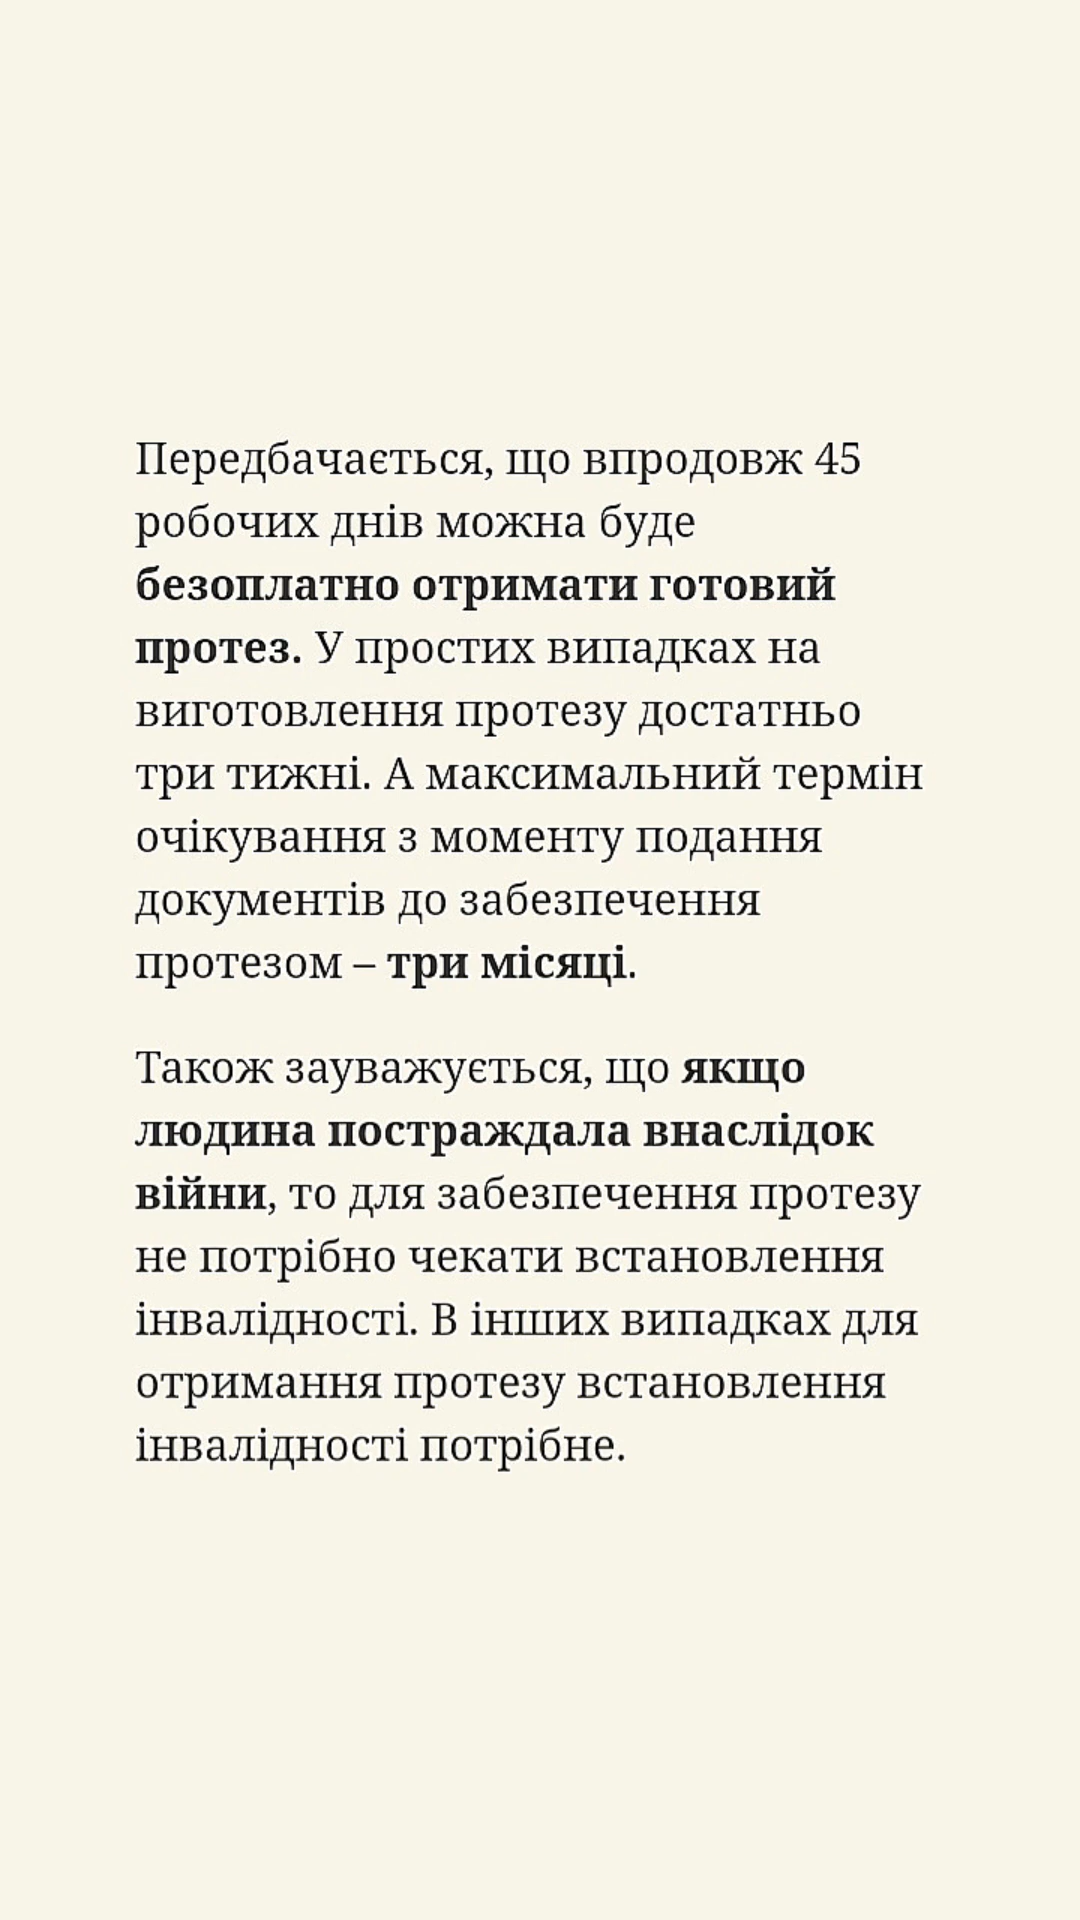 Передбачається, що впродовж 45
робочих днів можна буде
безоплатно отримати готовий
протез. У простих випадках на
виготовлення протезу достатньо
три тижні. А максимальний термін
очікування з моменту подання
документів до забезпечення
протезом – три місяці.
Також зауважується, що якщо
людина постраждала внаслідок
війни, то для забезпечення протезу
не потрібно чекати встановлення
інвалідності. В інших випадках для
отримання протезу встановлення
інвалідності потрібне.